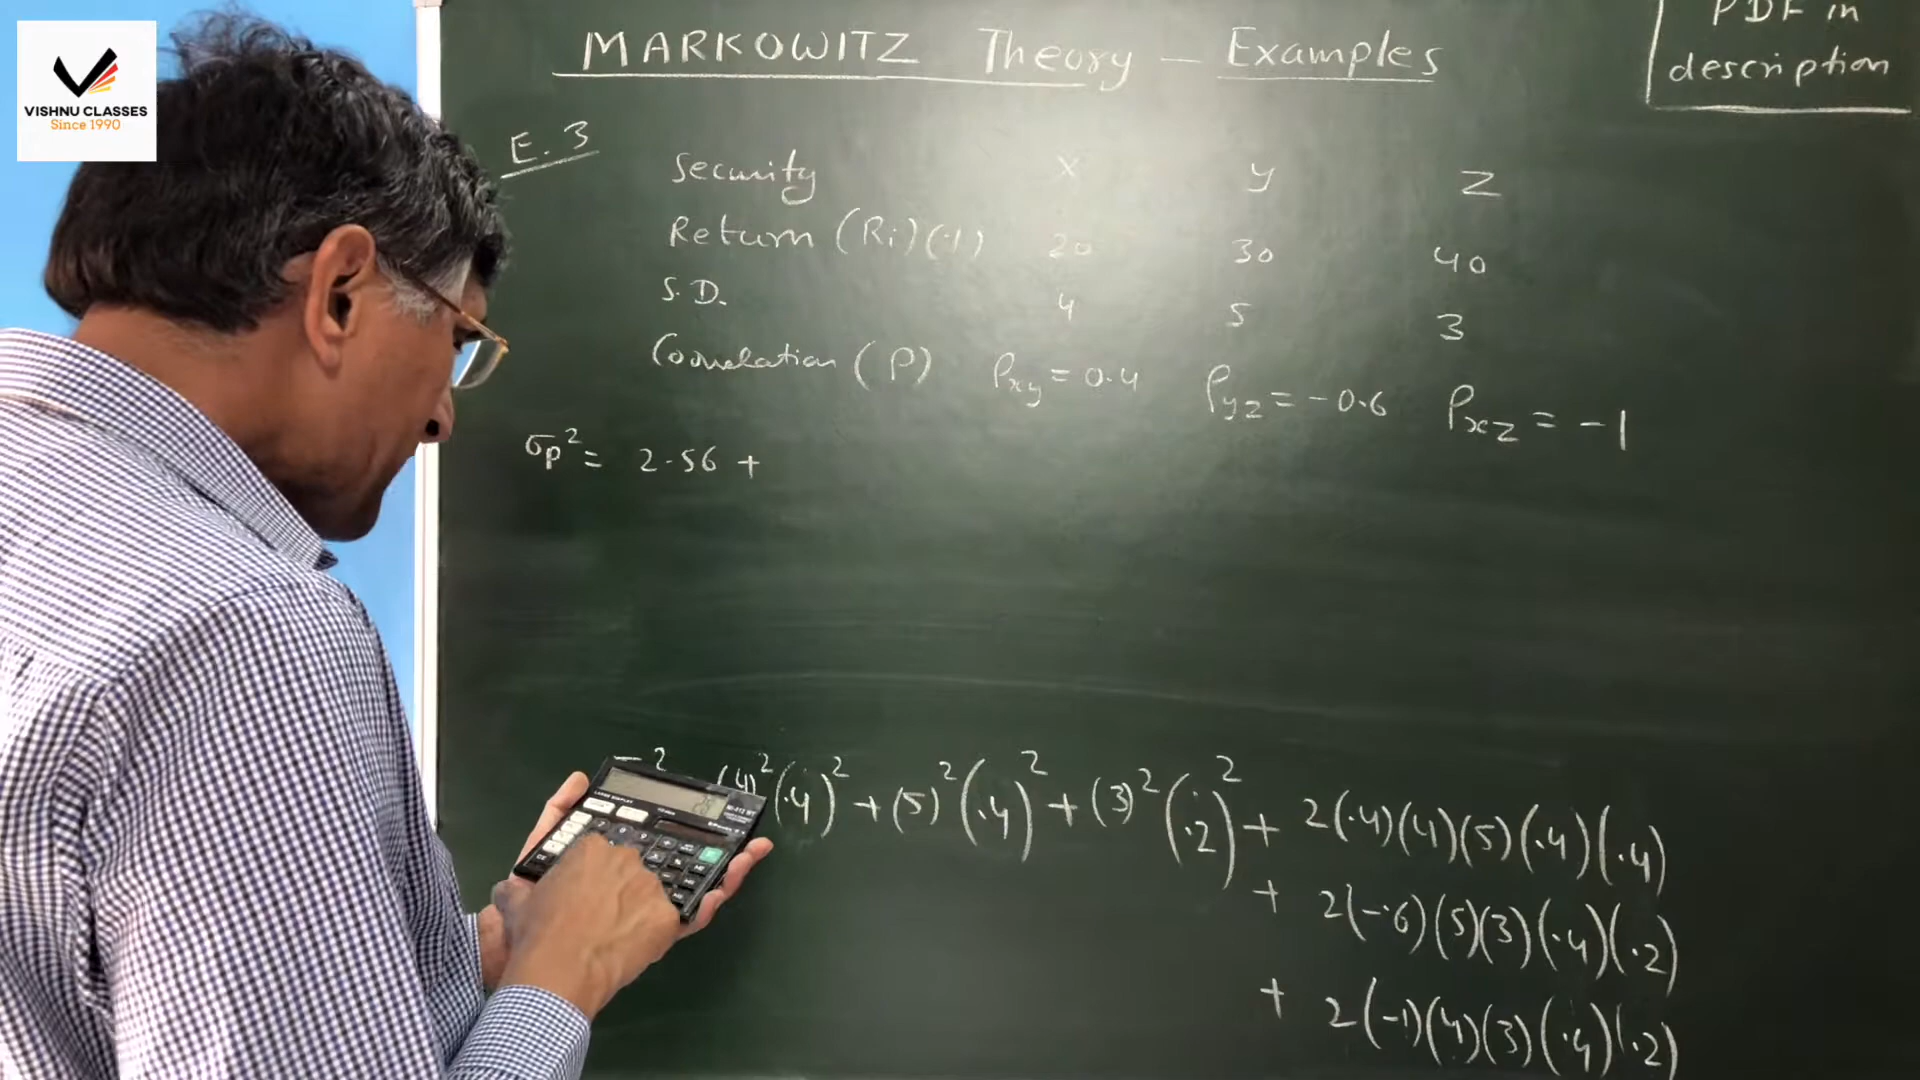 VISHNU CLASSES
Since 1990
MARKOWITZ Theory — Examples
PDF in
description
E. 3
Security X Y Z
Return (Ri) (%) 20 30 40
S.D. 4 5 3
Correlation (ρ) ρxy = 0.4 ρyz = -0.6 ρxz = -1
σp² = 2.56 +
(4)² (.4)² + (5)² (.4)² + (3)² (.2)² + 2(.4)(4)(5)(.4)(.4)
+ 2(-.6)(5)(3)(.4)(.2)
+ 2(-1)(4)(3)(.4)(.2)